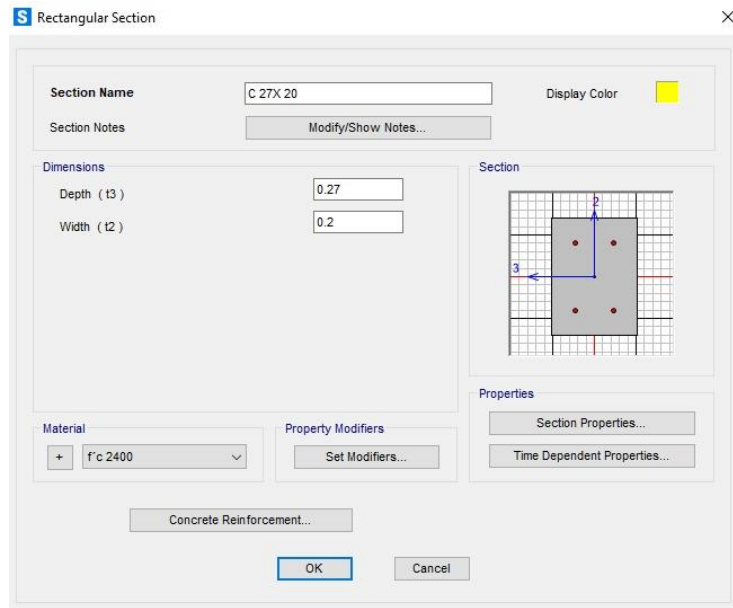 S Rectangular Section
Section Name
C 27X 20
Display Color
Section Notes
Modify/Show Notes...
Dimensions
Depth ( t3 )
0.27
Width ( t2 )
0.2
Section
2
3
Properties
Section Properties...
Time Dependent Properties...
Material
+
f´c 2400
Property Modifiers
Set Modifiers...
Concrete Reinforcement...
OK
Cancel